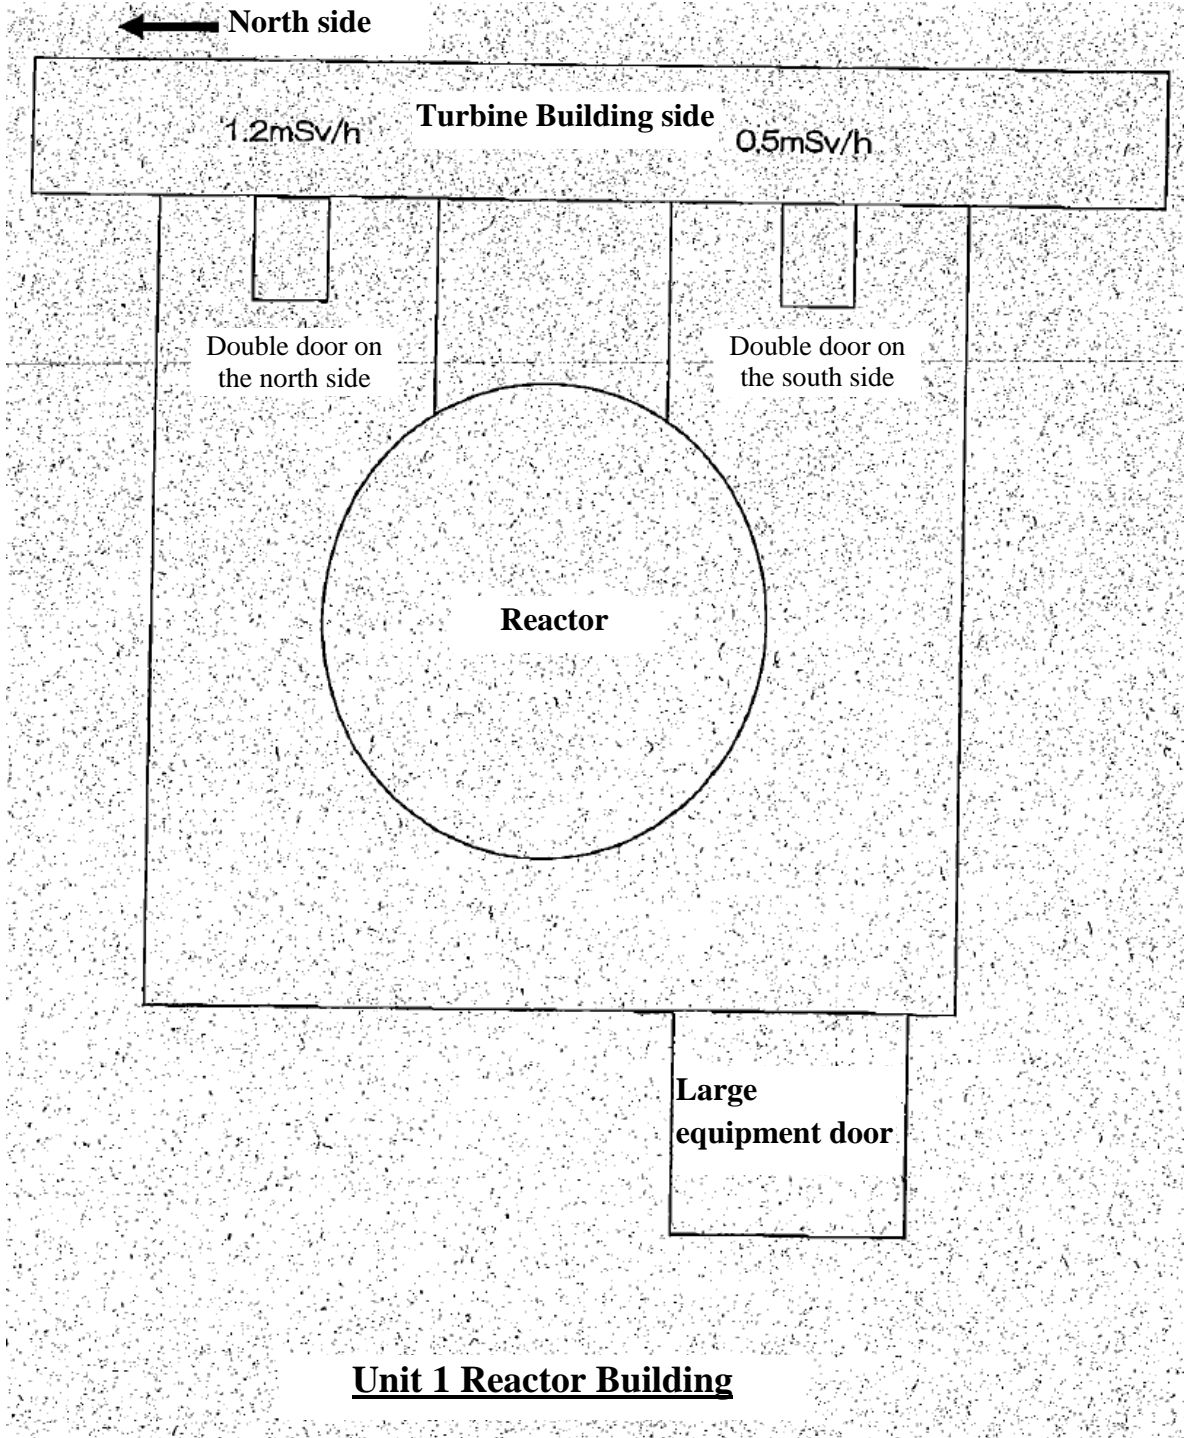 North side
Turbine Building side
1.2mSv/h
0.5mSv/h
Double door on
the north side
Double door on
the south side
Reactor
Large
equipment door
Unit 1 Reactor Building